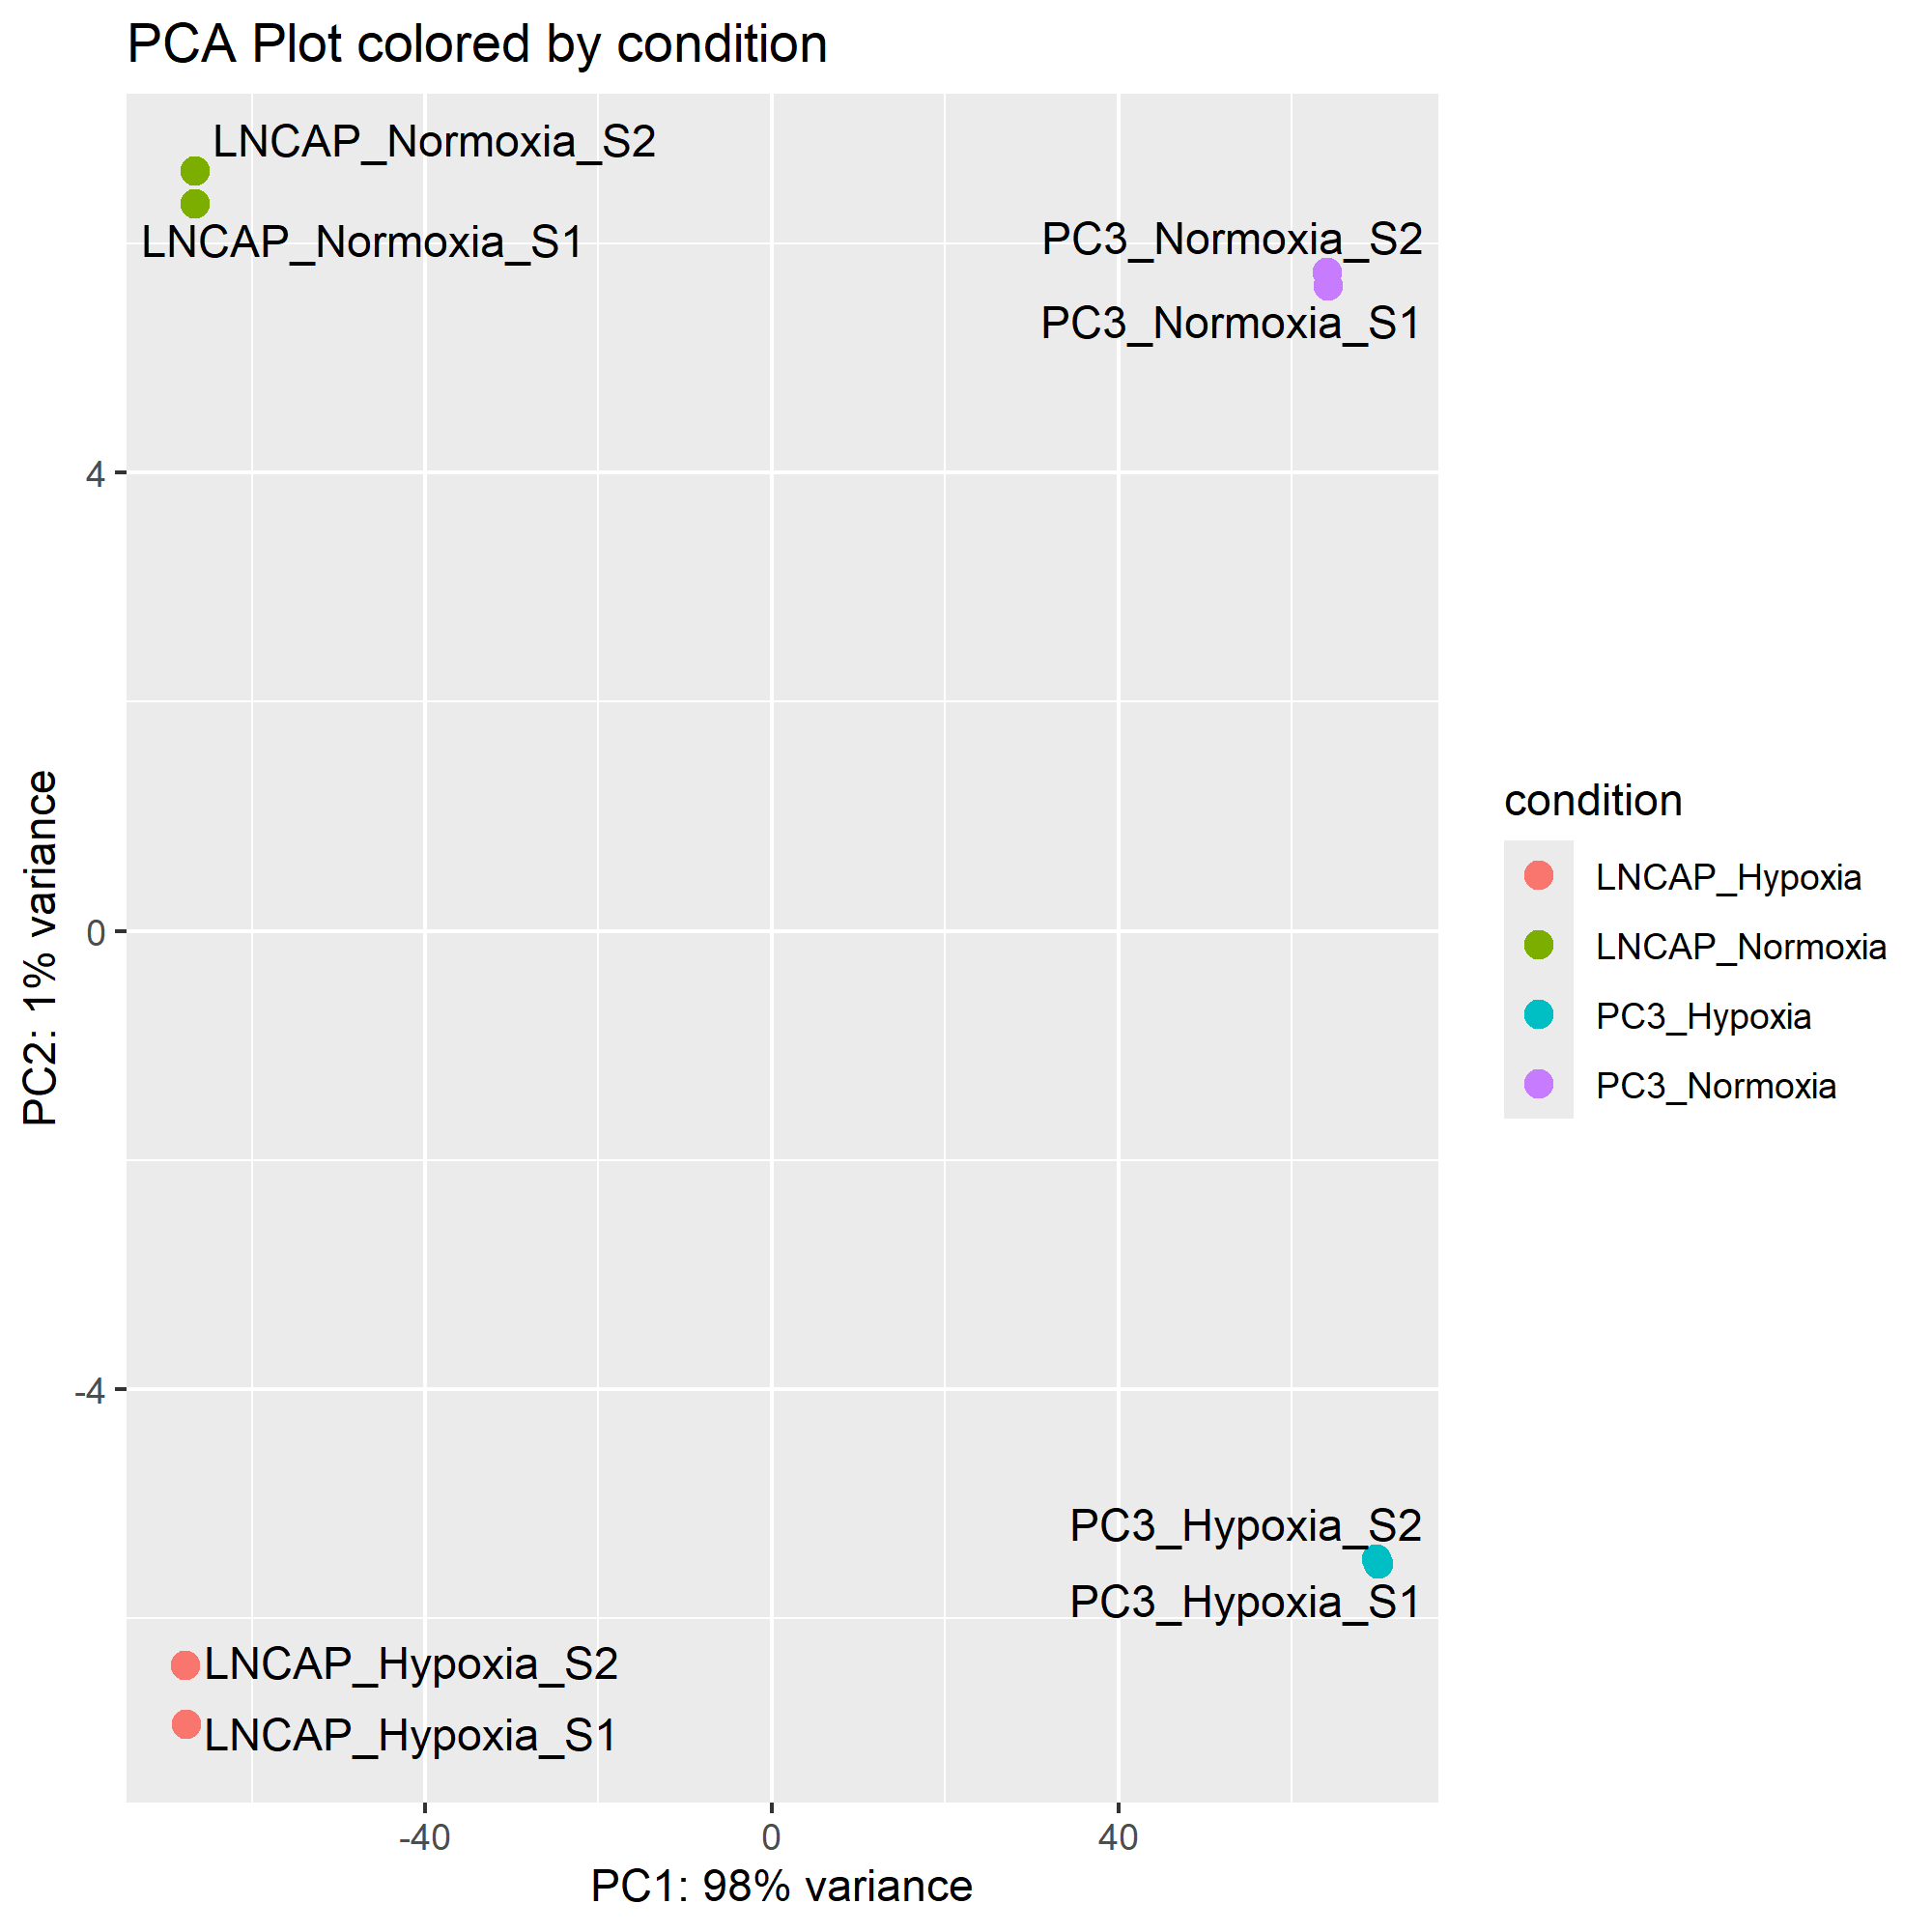 PCA Plot colored by condition
LNCAP_Normoxia_S2
LNCAP_Normoxia_S1
PC3_Normoxia_S2
PC3_Normoxia_S1
4
0
-4
PC2: 1% variance
PC3_Hypoxia_S2
PC3_Hypoxia_S1
LNCAP_Hypoxia_S2
LNCAP_Hypoxia_S1
-40 0 40
PC1: 98% variance
condition
LNCAP_Hypoxia
LNCAP_Normoxia
PC3_Hypoxia
PC3_Normoxia